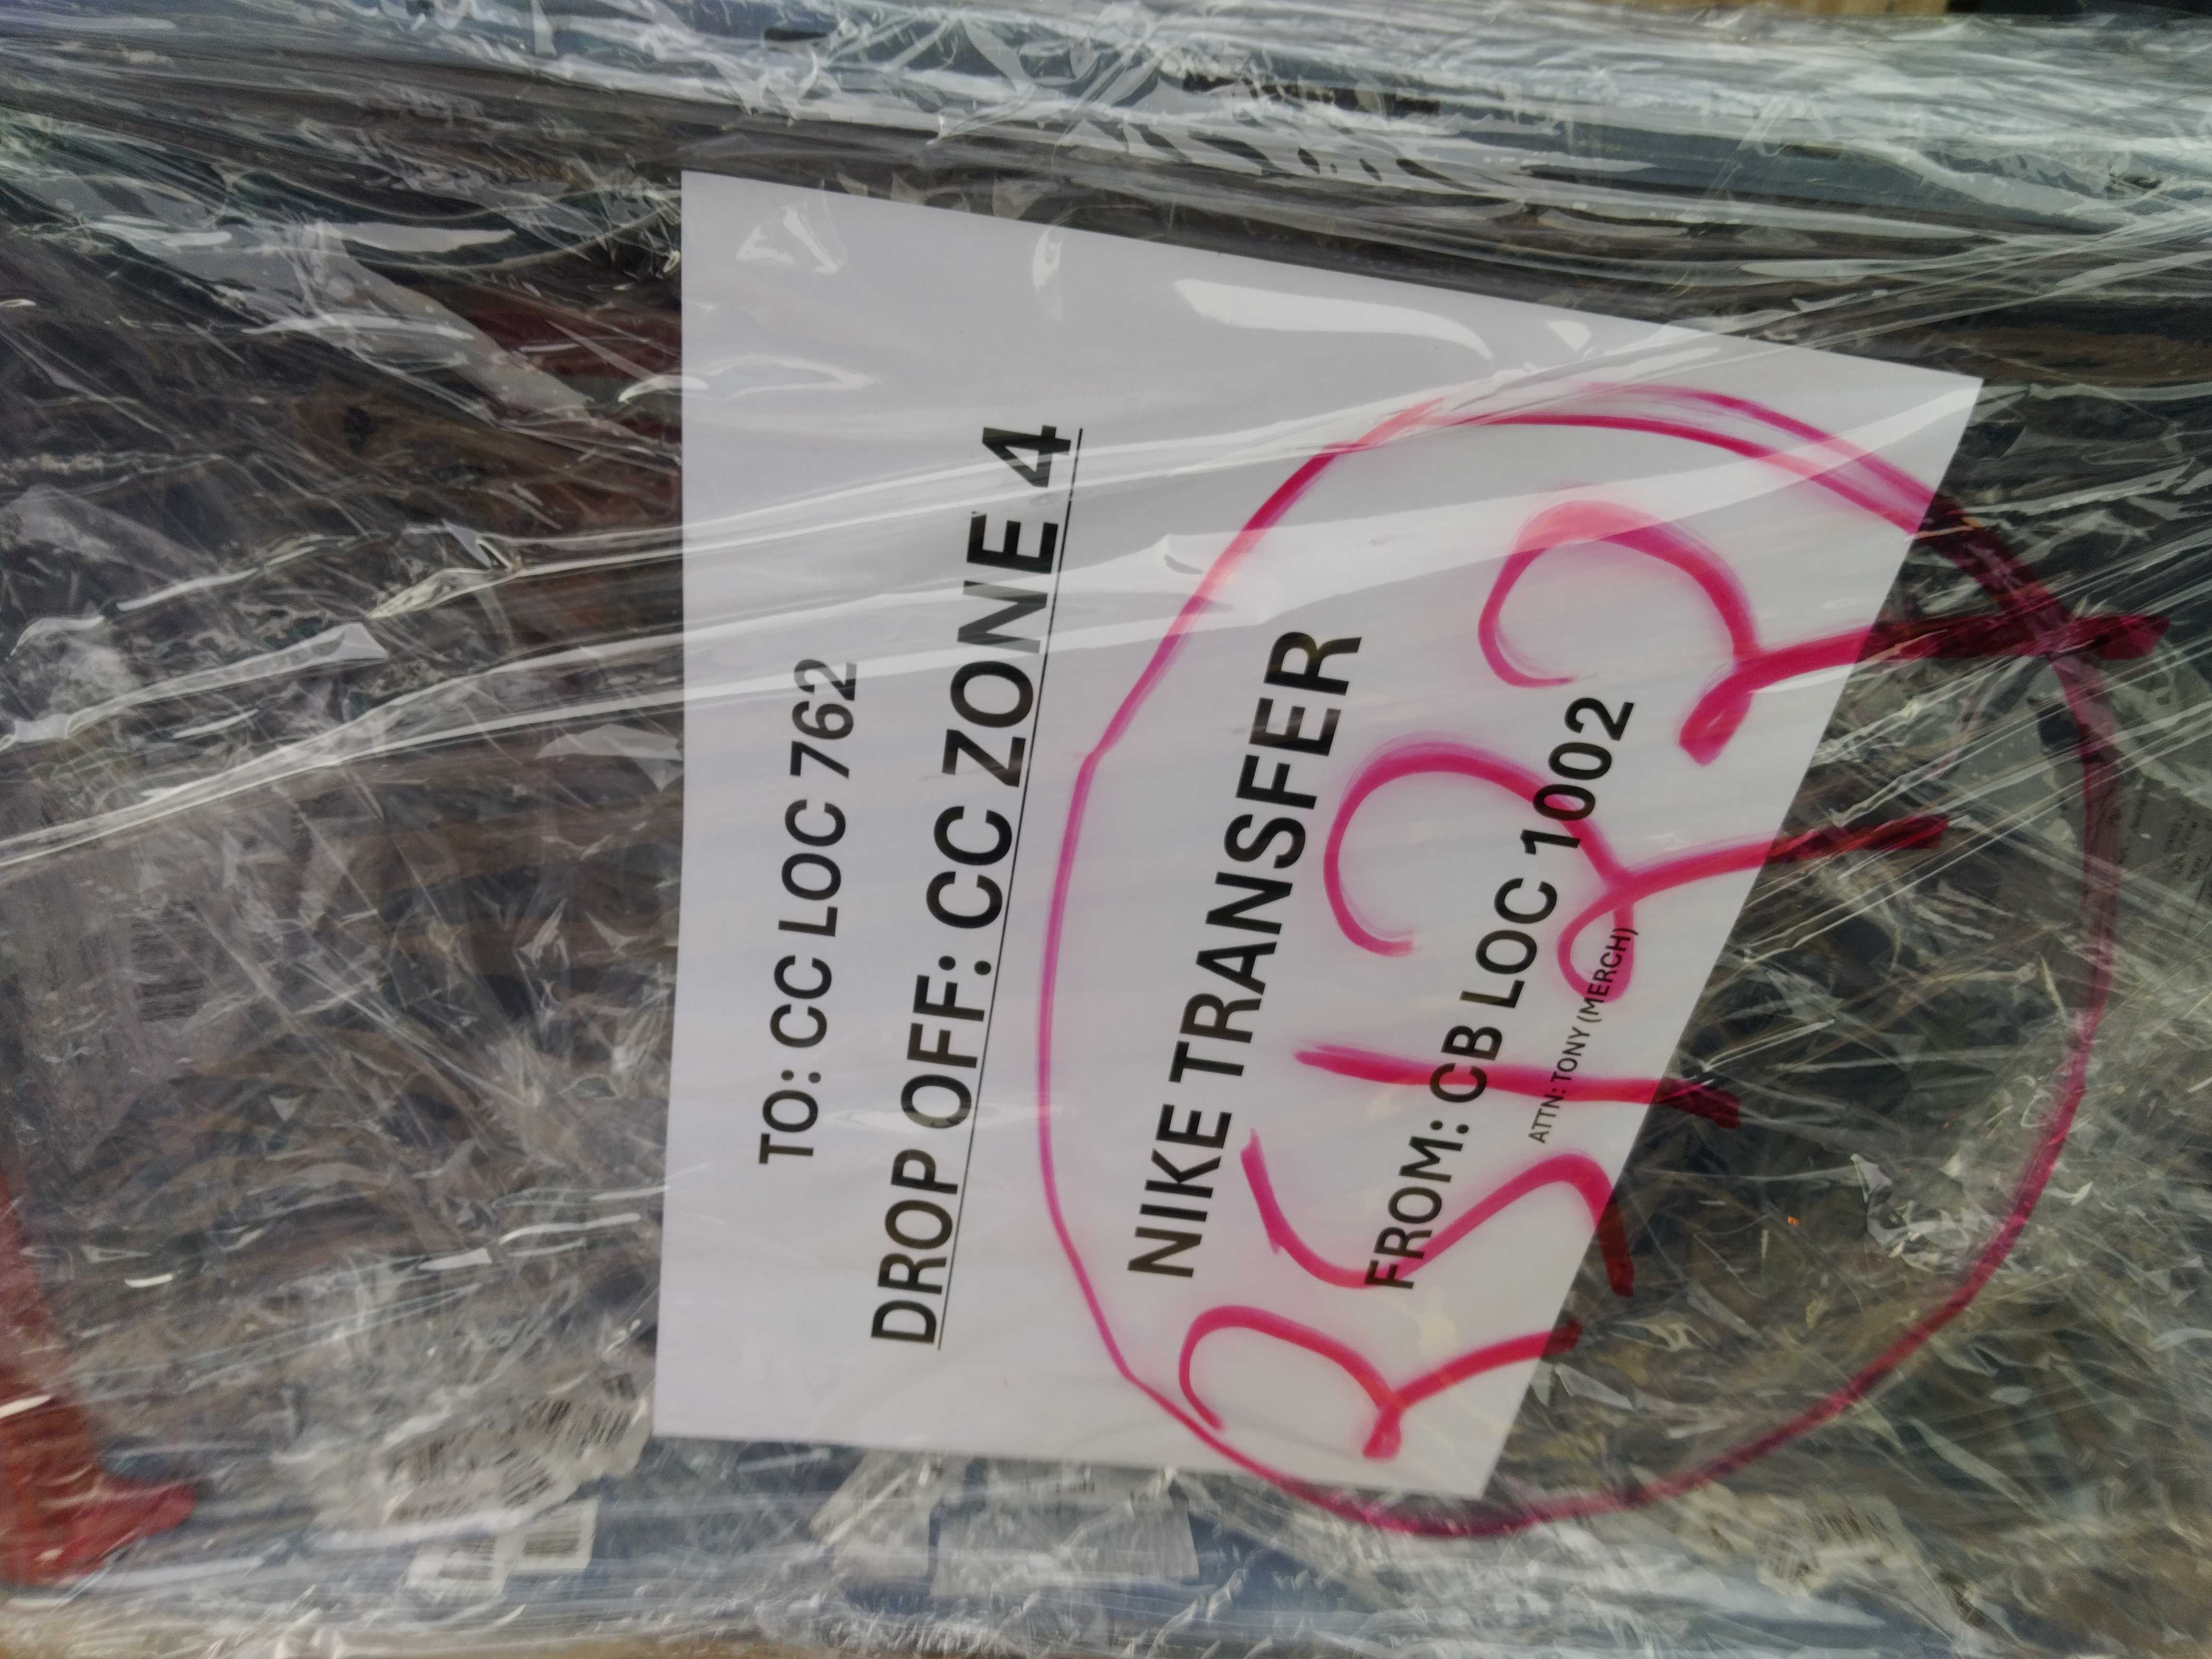 TO: CC LOC 762
DROP OFF: CC ZONE 4
NIKE TRANSFER
FROM: CB LOC 1002
ATTN: TONY (MERCH)